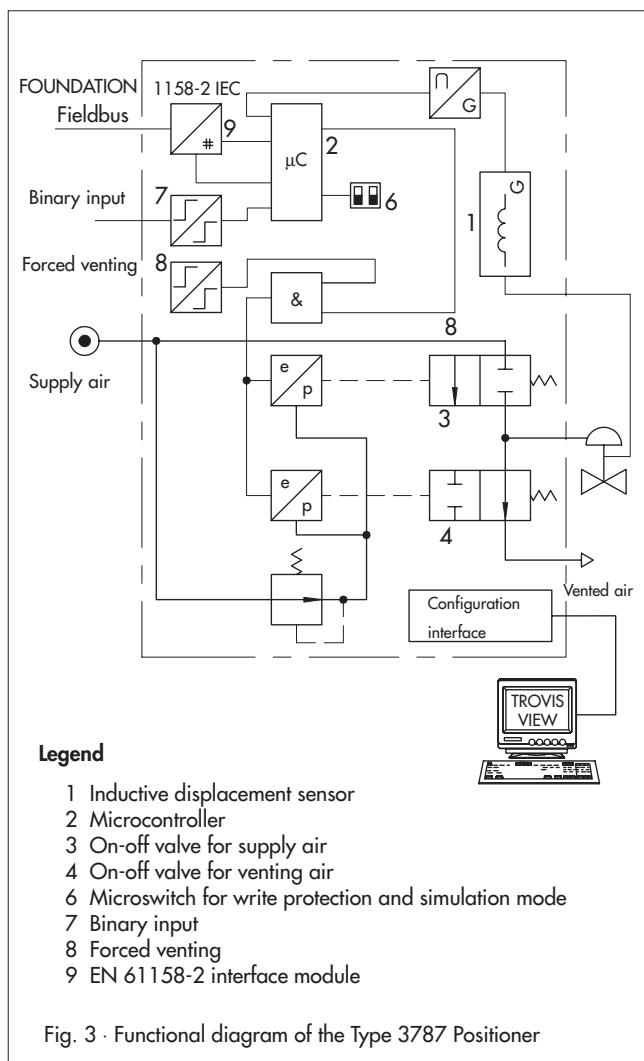 FOUNDATION 1158-2 IEC
Fieldbus
#
9
µC
2
∩
G
G
Binary input
7
6
1
Forced venting
8
&
8
Supply air
e
p
3
e
p
4
Vented air
Configuration
interface
TROVIS
VIEW
Legend
1 Inductive displacement sensor
2 Microcontroller
3 On-off valve for supply air
4 On-off valve for venting air
6 Microswitch for write protection and simulation mode
7 Binary input
8 Forced venting
9 EN 61158-2 interface module
Fig. 3 · Functional diagram of the Type 3787 Positioner